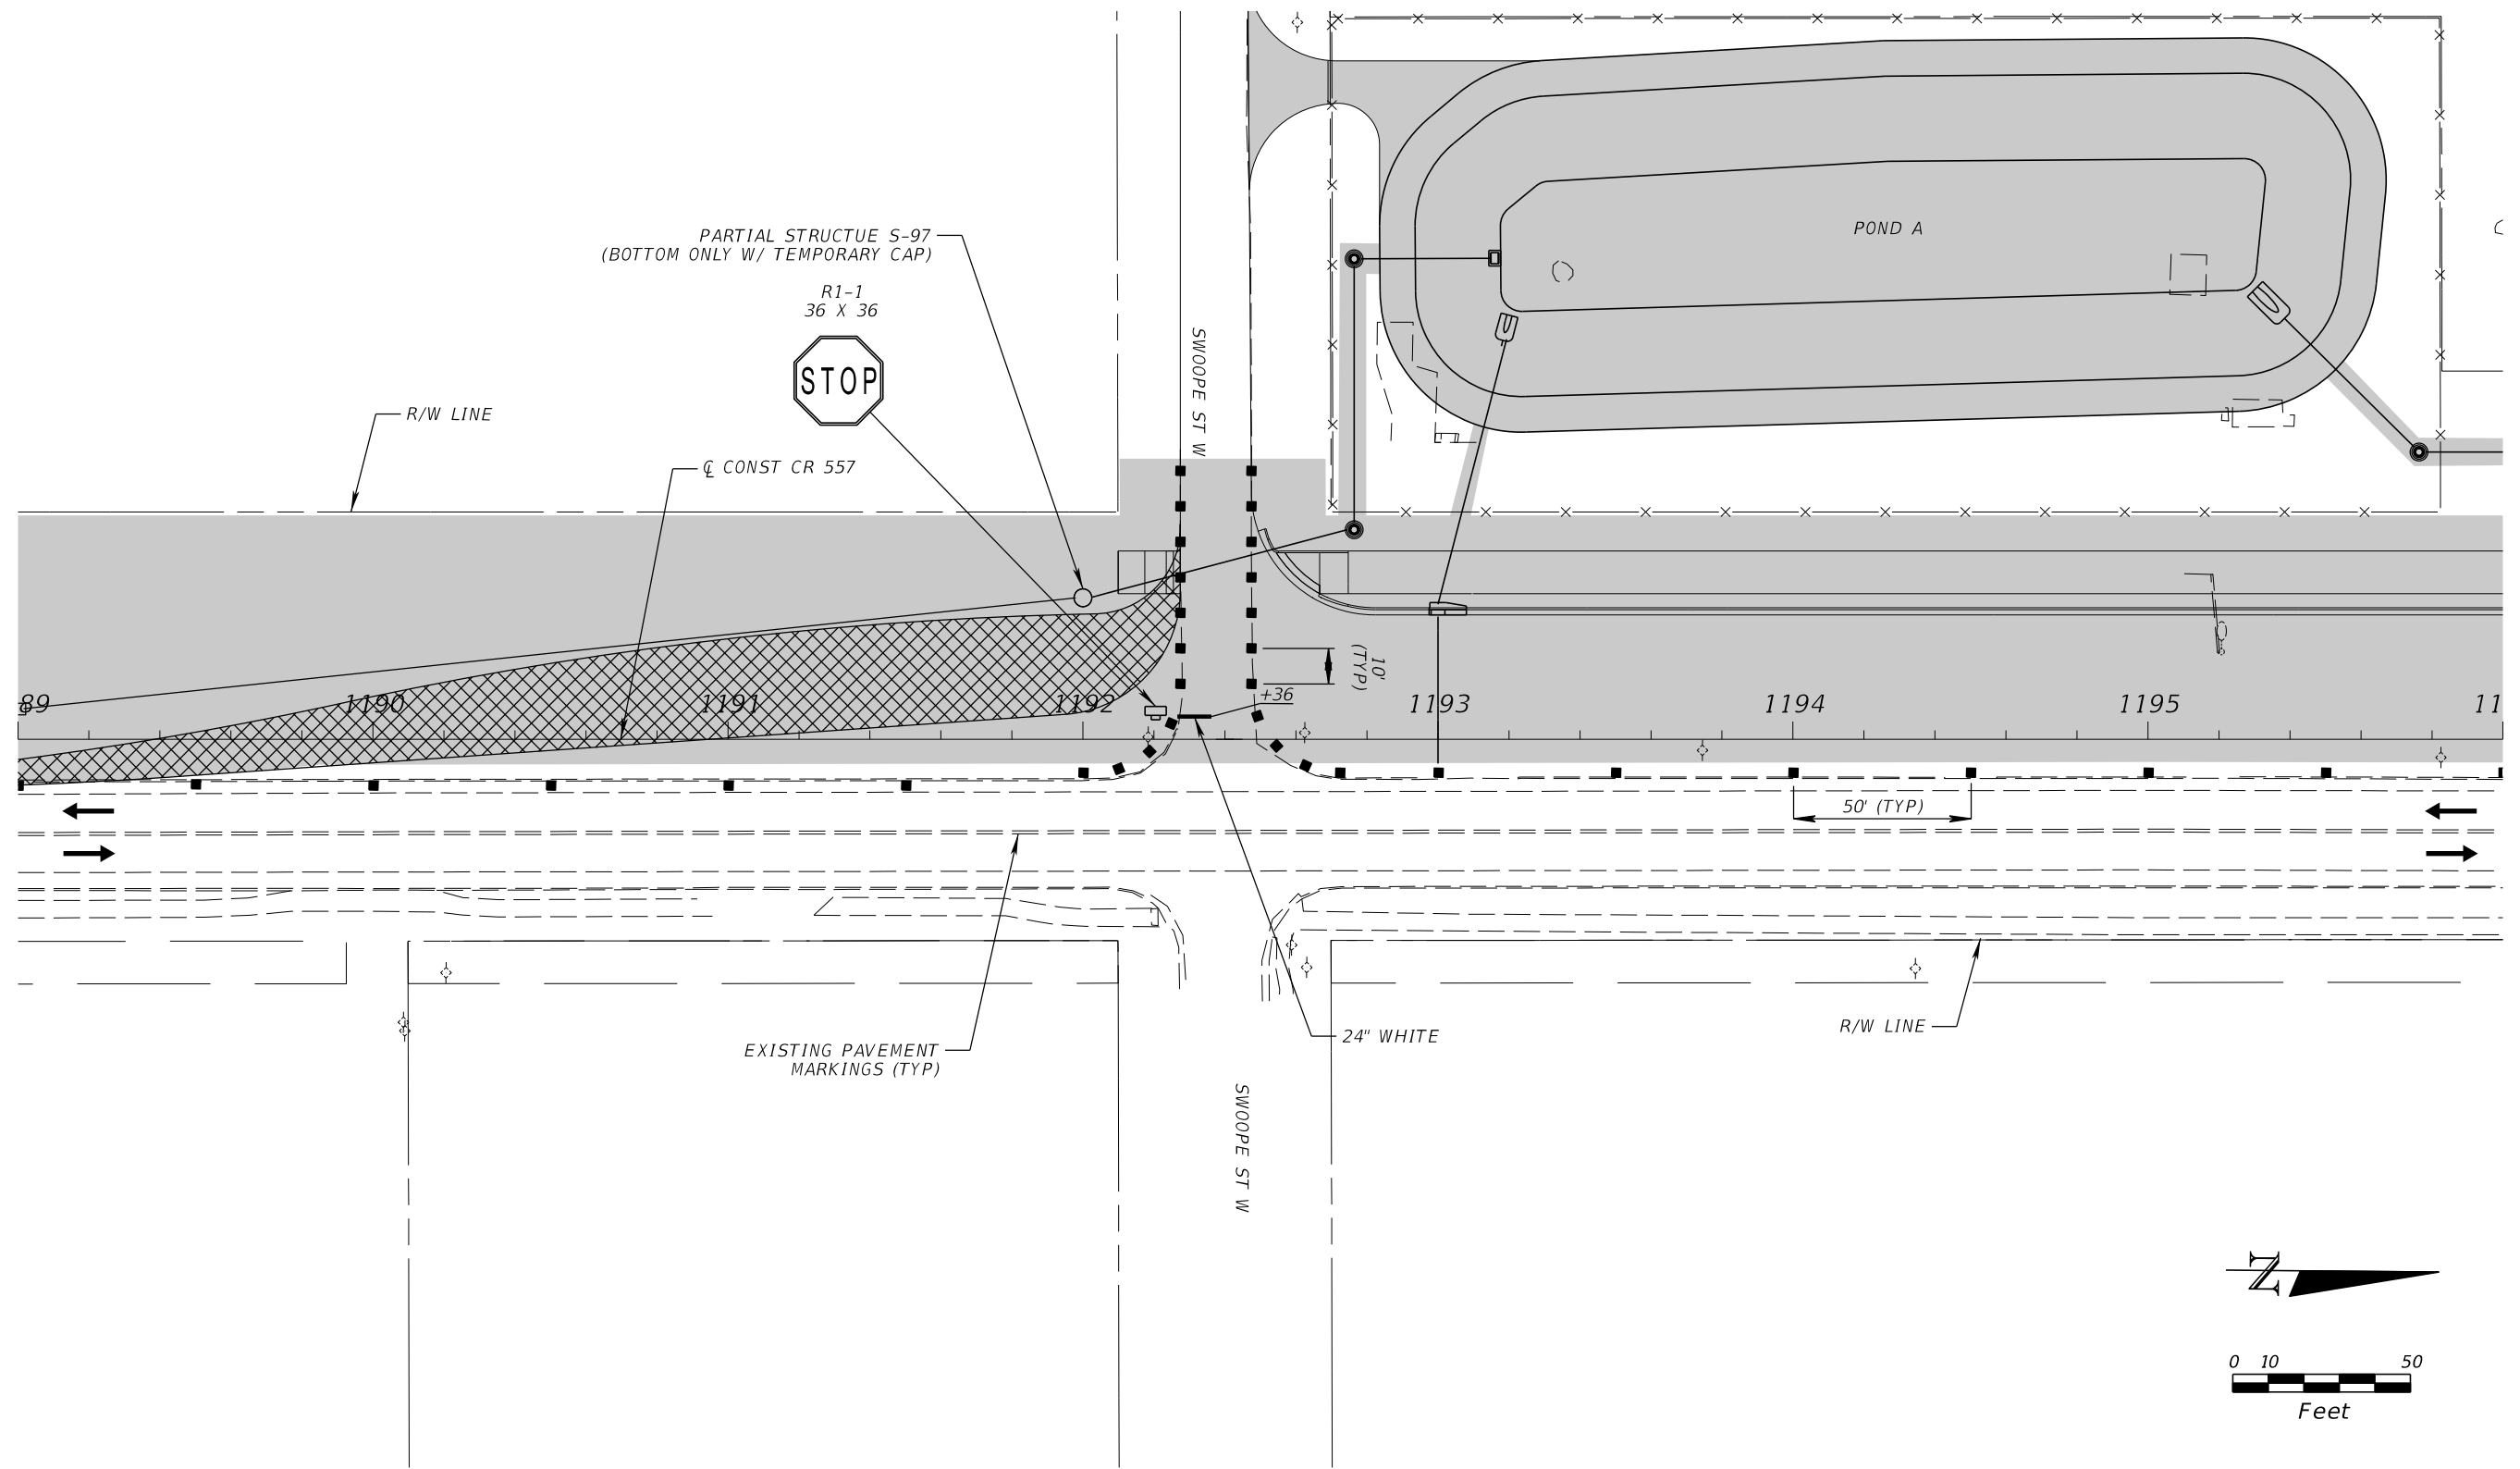 POND A
PARTIAL STRUCTUE S-97
(BOTTOM ONLY W/ TEMPORARY CAP)
R1-1
36 X 36
STOP
SWOOPE ST W
R/W LINE
℄ CONST CR 557
10'
(TYP)
+36
89
1190
1191
1192
1193
1194
1195
11
50' (TYP)
24" WHITE
R/W LINE
EXISTING PAVEMENT
MARKINGS (TYP)
SWOOPE ST W
N
0 10 50
Feet